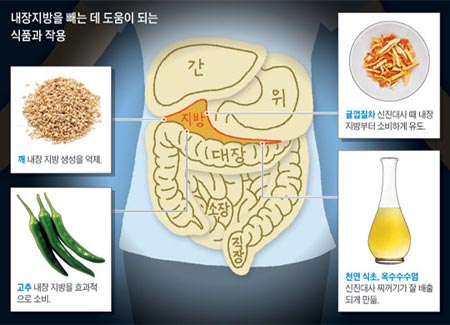 내장지방을 빼는 데 도움이 되는
식품과 작용
깨 내장 지방 생성을 억제.
귤껍질차 신진대사 때 내장
지방부터 소비하게 유도.
간
위
지방
대장
소장
직장
고추 내장 지방을 효과적
으로 소비.
천연 식초, 옥수수수염
신진대사 찌꺼기가 잘 배출
되게 만듦.